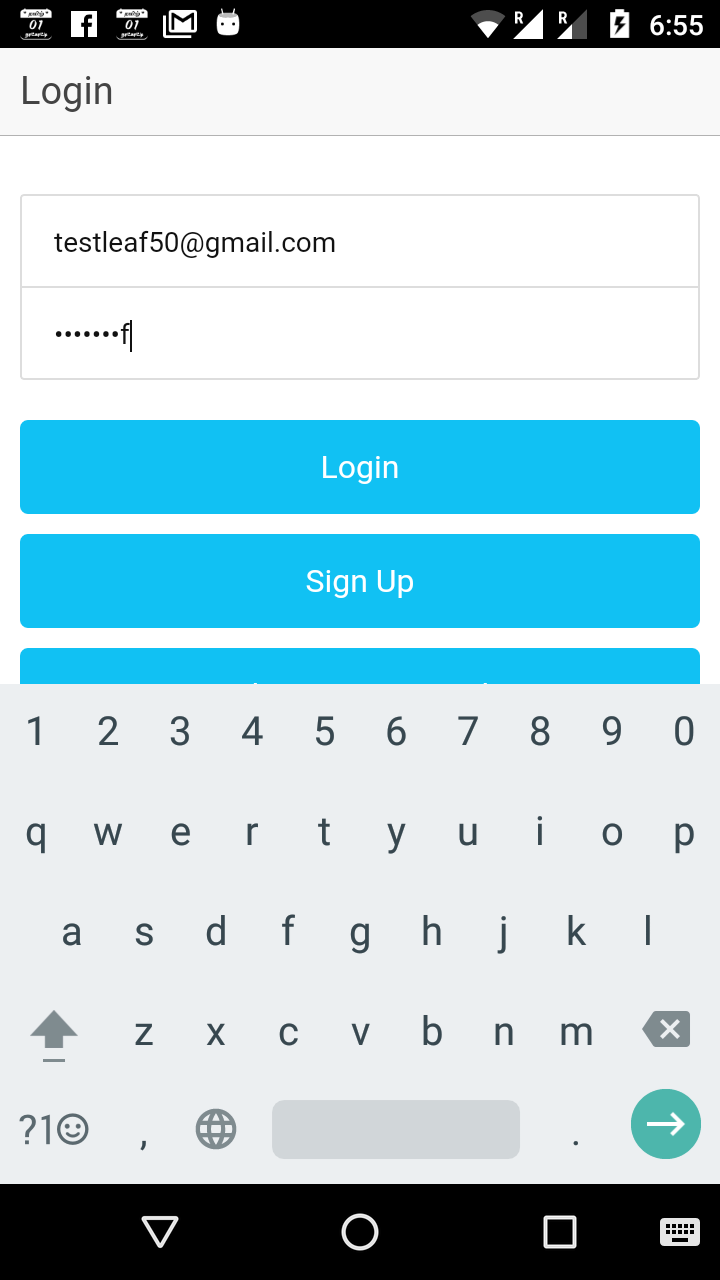 R R 6:55
Login
testleaf50@gmail.com
•••••••f
Login
Sign Up
1 2 3 4 5 6 7 8 9 0
q w e r t y u i o p
a s d f g h j k l
z x c v b n m
?1☺ , .